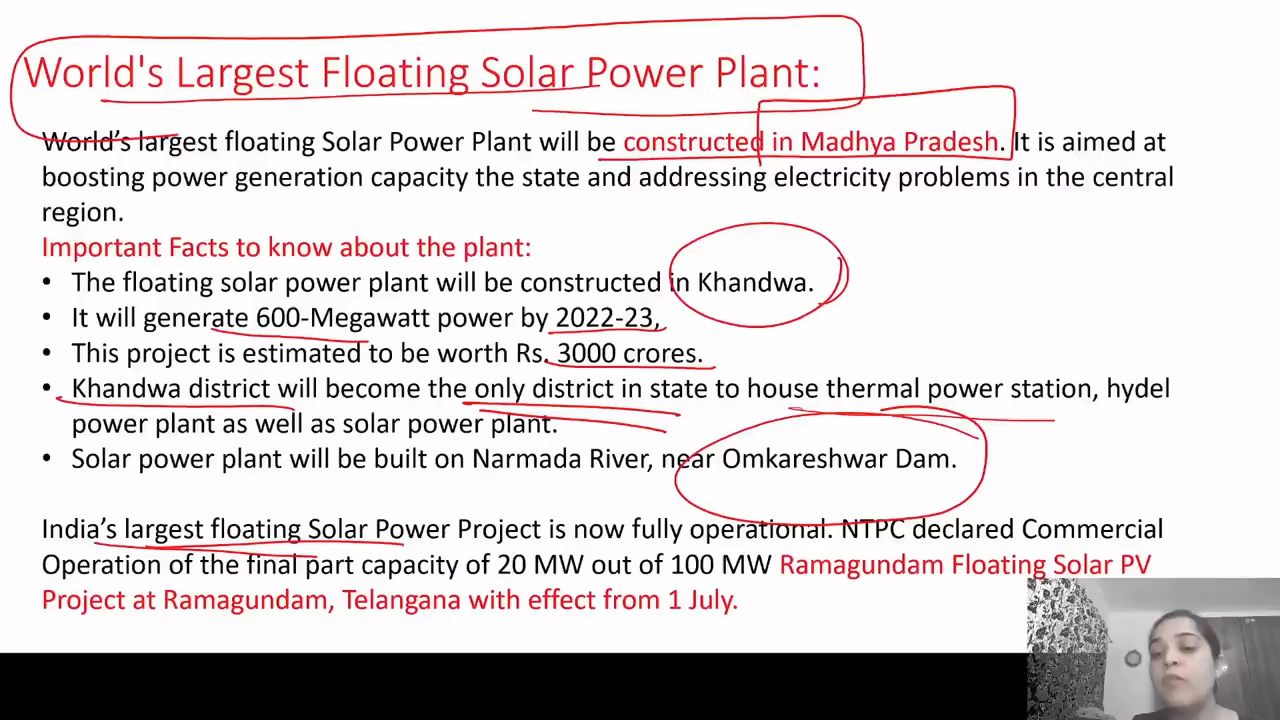 World's Largest Floating Solar Power Plant:
World's largest floating Solar Power Plant will be constructed in Madhya Pradesh. It is aimed at
boosting power generation capacity the state and addressing electricity problems in the central
region.
Important Facts to know about the plant:
• The floating solar power plant will be constructed in Khandwa.
• It will generate 600-Megawatt power by 2022-23,
• This project is estimated to be worth Rs. 3000 crores.
• Khandwa district will become the only district in state to house thermal power station, hydel
power plant as well as solar power plant.
• Solar power plant will be built on Narmada River, near Omkareshwar Dam.
India's largest floating Solar Power Project is now fully operational. NTPC declared Commercial
Operation of the final part capacity of 20 MW out of 100 MW Ramagundam Floating Solar PV
Project at Ramagundam, Telangana with effect from 1 July.